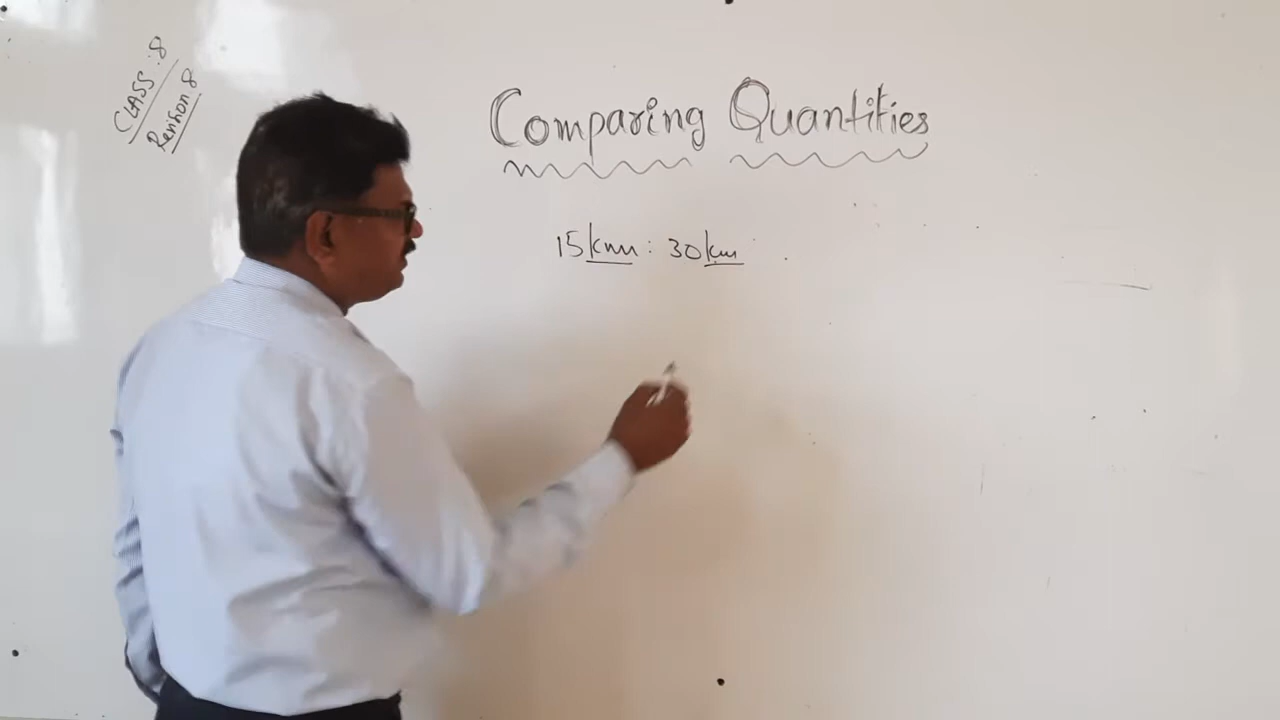 CLASS: 8
Revision 8
Comparing Quantities
15km : 30km